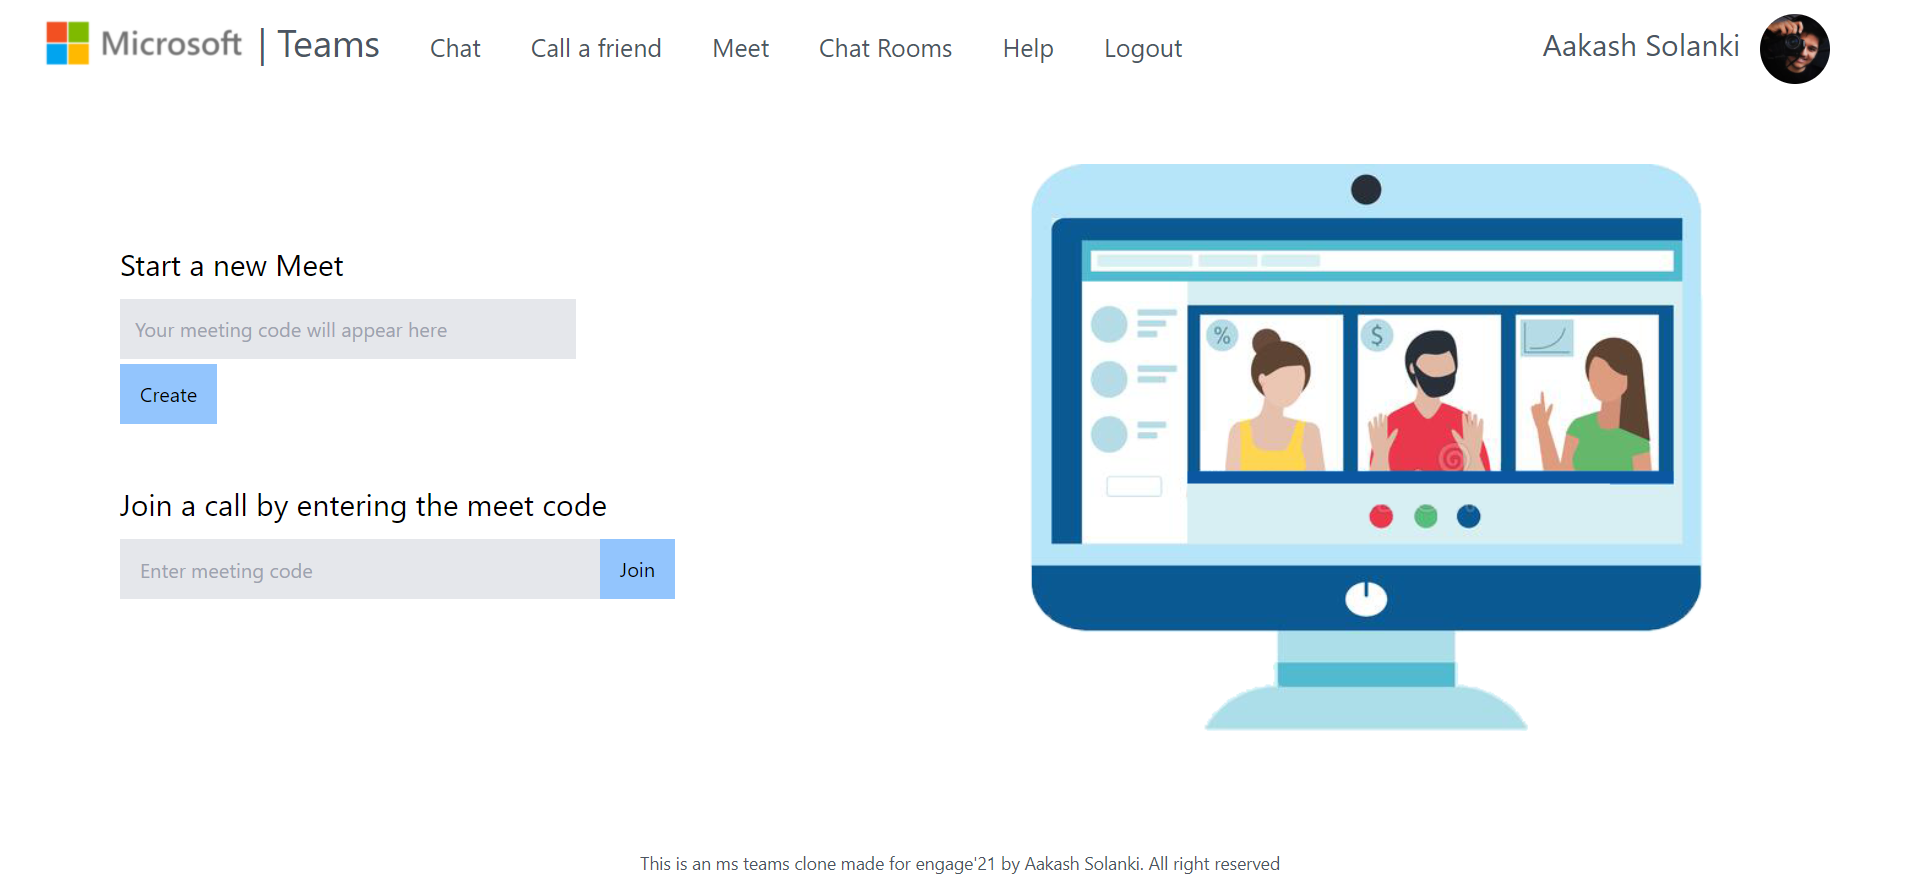 Microsoft | Teams Chat Call a friend Meet Chat Rooms Help Logout Aakash Solanki
Start a new Meet
Your meeting code will appear here
Create
Join a call by entering the meet code
Enter meeting code Join
% $
This is an ms teams clone made for engage'21 by Aakash Solanki. All right reserved